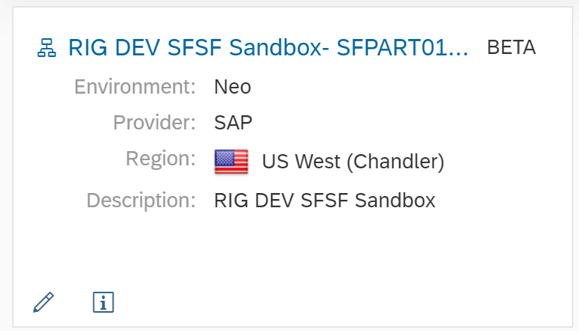 RIG DEV SFSF Sandbox- SFPART01... BETA
Environment: Neo
Provider: SAP
Region: US West (Chandler)
Description: RIG DEV SFSF Sandbox